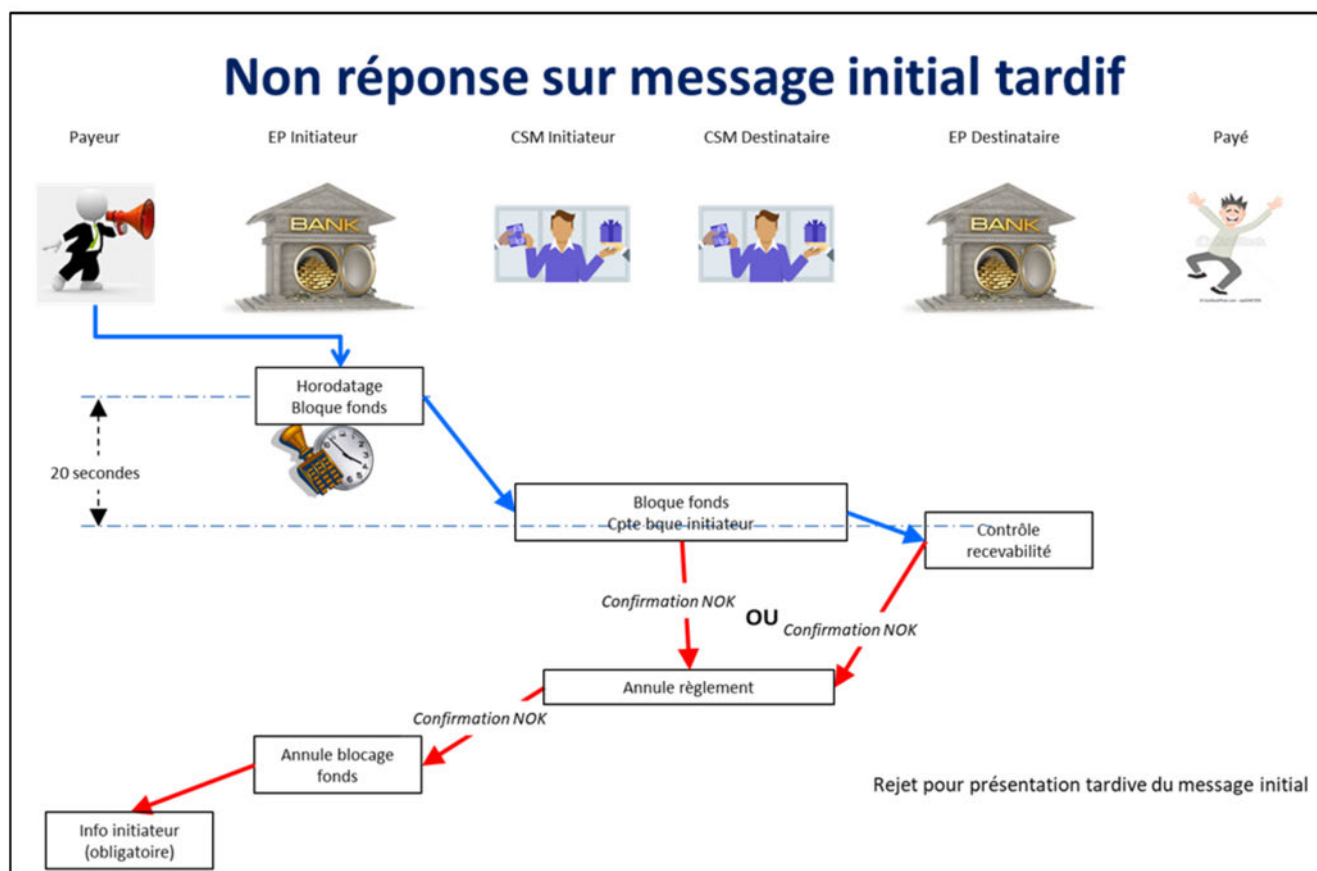 Non réponse sur message initial tardif
Payeur
EP Initiateur
CSM Initiateur
CSM Destinataire
EP Destinataire
Payé
BANK
BANK
Horodatage
Bloque fonds
20 secondes
Bloque fonds
Cpte bque initiateur
Contrôle
recevabilité
Confirmation NOK
OU
Confirmation NOK
Annule règlement
Confirmation NOK
Annule blocage
fonds
Rejet pour présentation tardive du message initial
Info initiateur
(obligatoire)